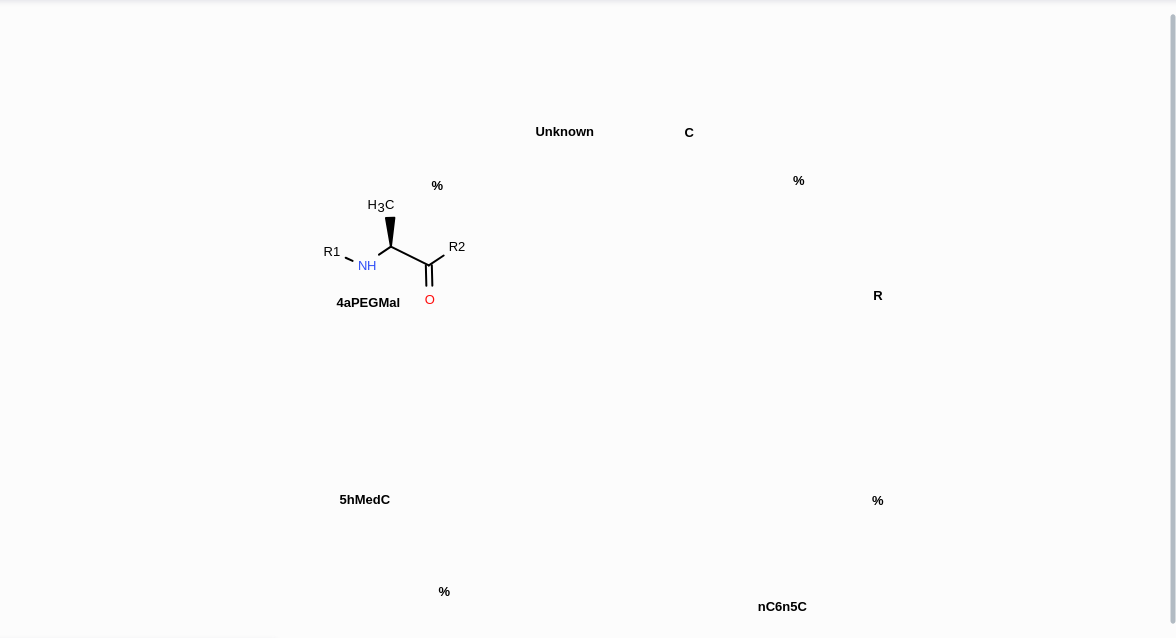 Unknown
C
%
%
H3C
R1
NH
R2
R
O
4aPEGMal
5hMedC
%
%
nC6n5C